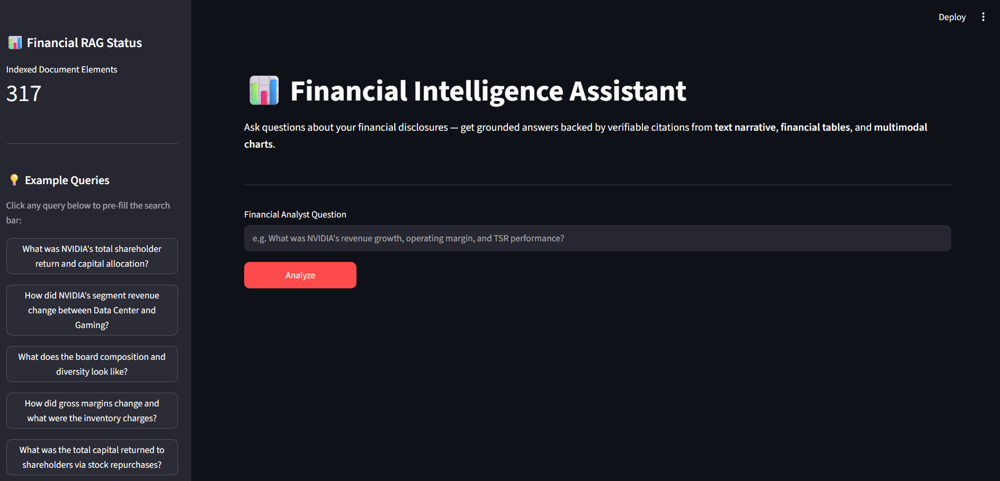 Deploy
Financial RAG Status
Indexed Document Elements
317
Example Queries
Click any query below to pre-fill the search
bar:
What was NVIDIA's total shareholder
return and capital allocation?
How did NVIDIA's segment revenue
change between Data Center and
Gaming?
What does the board composition and
diversity look like?
How did gross margins change and
what were the inventory charges?
What was the total capital returned to
shareholders via stock repurchases?
Financial Intelligence Assistant
Ask questions about your financial disclosures — get grounded answers backed by verifiable citations from text narrative, financial tables, and multimodal
charts.
Financial Analyst Question
e.g. What was NVIDIA's revenue growth, operating margin, and TSR performance?
Analyze